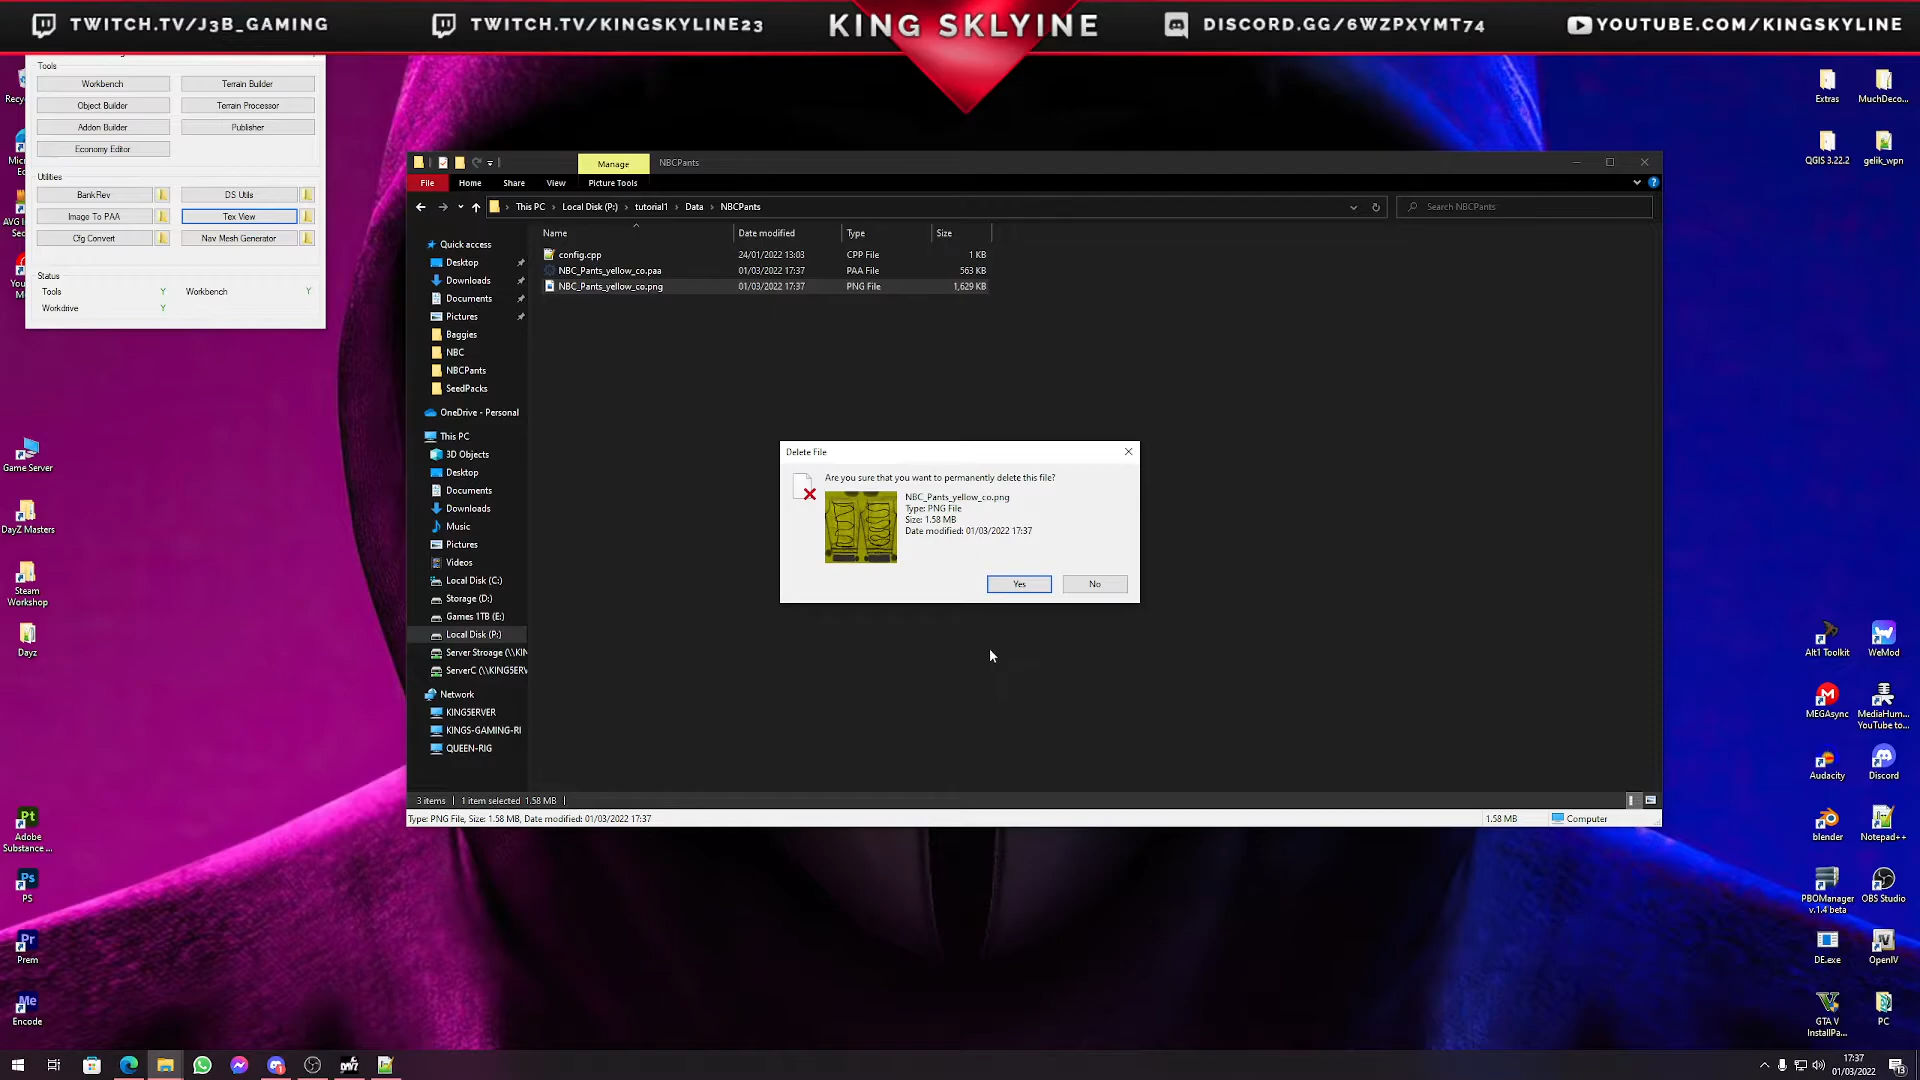 TWITCH.TV/J3B_GAMING
TWITCH.TV/KINGSKYLINE23
KING SKLYINE
DISCORD.GG/6WZPXYMT74
YOUTUBE.COM/KINGSKYLINE
Tools
Workbench
Terrain Builder
Object Builder
Terrain Processor
Addon Builder
Publisher
Economy Editor
Utilities
BankRev
DS Utils
Image To PAA
Tex View
Cfg Convert
Nav Mesh Generator
Status
Tools Y Workbench Y
Workdrive Y
Manage
NBCPants
File
Home
Share
View
Picture Tools
This PC > Local Disk (P:) > tutorial1 > Data > NBCPants
Search NBCPants
Name
Date modified
Type
Size
config.cpp 24/01/2022 13:03 CPP File 1 KB
NBC_Pants_yellow_co.paa 01/03/2022 17:37 PAA File 563 KB
NBC_Pants_yellow_co.png 01/03/2022 17:37 PNG File 1,629 KB
Quick access
Desktop
Downloads
Documents
Pictures
Baggies
NBC
NBCPants
SeedPacks
OneDrive - Personal
This PC
3D Objects
Desktop
Documents
Downloads
Music
Pictures
Videos
Local Disk (C:)
Storage (D:)
Games 1TB (E:)
Local Disk (P:)
Server Stroage (\\KIN
ServerC (\\KINGSERV
Network
KINGSERVER
KINGS-GAMING-RI
QUEEN-RIG
3 items
1 item selected 1.58 MB
Type: PNG File, Size: 1.58 MB, Date modified: 01/03/2022 17:37
1.58 MB
Computer
Delete File
Are you sure that you want to permanently delete this file?
NBC_Pants_yellow_co.png
Type: PNG File
Size: 1.58 MB
Date modified: 01/03/2022 17:37
Yes
No
Game Server
DayZ Masters
Steam
Workshop
Dayz
Pt
Adobe
Substance ...
Ps
PS
Pr
Prem
Me
Encode
Extras
MuchDeco...
QGIS 3.22.2
gelik_wpn
Alt1 Toolkit
WeMod
MEGAsync
MediaHum...
YouTube to...
Audacity
Discord
blender
Notepad++
PBOManager
v.1.4 beta
OBS Studio
DE.exe
OpenIV
GTA V
InstallPa...
PC
17:37
01/03/2022
13